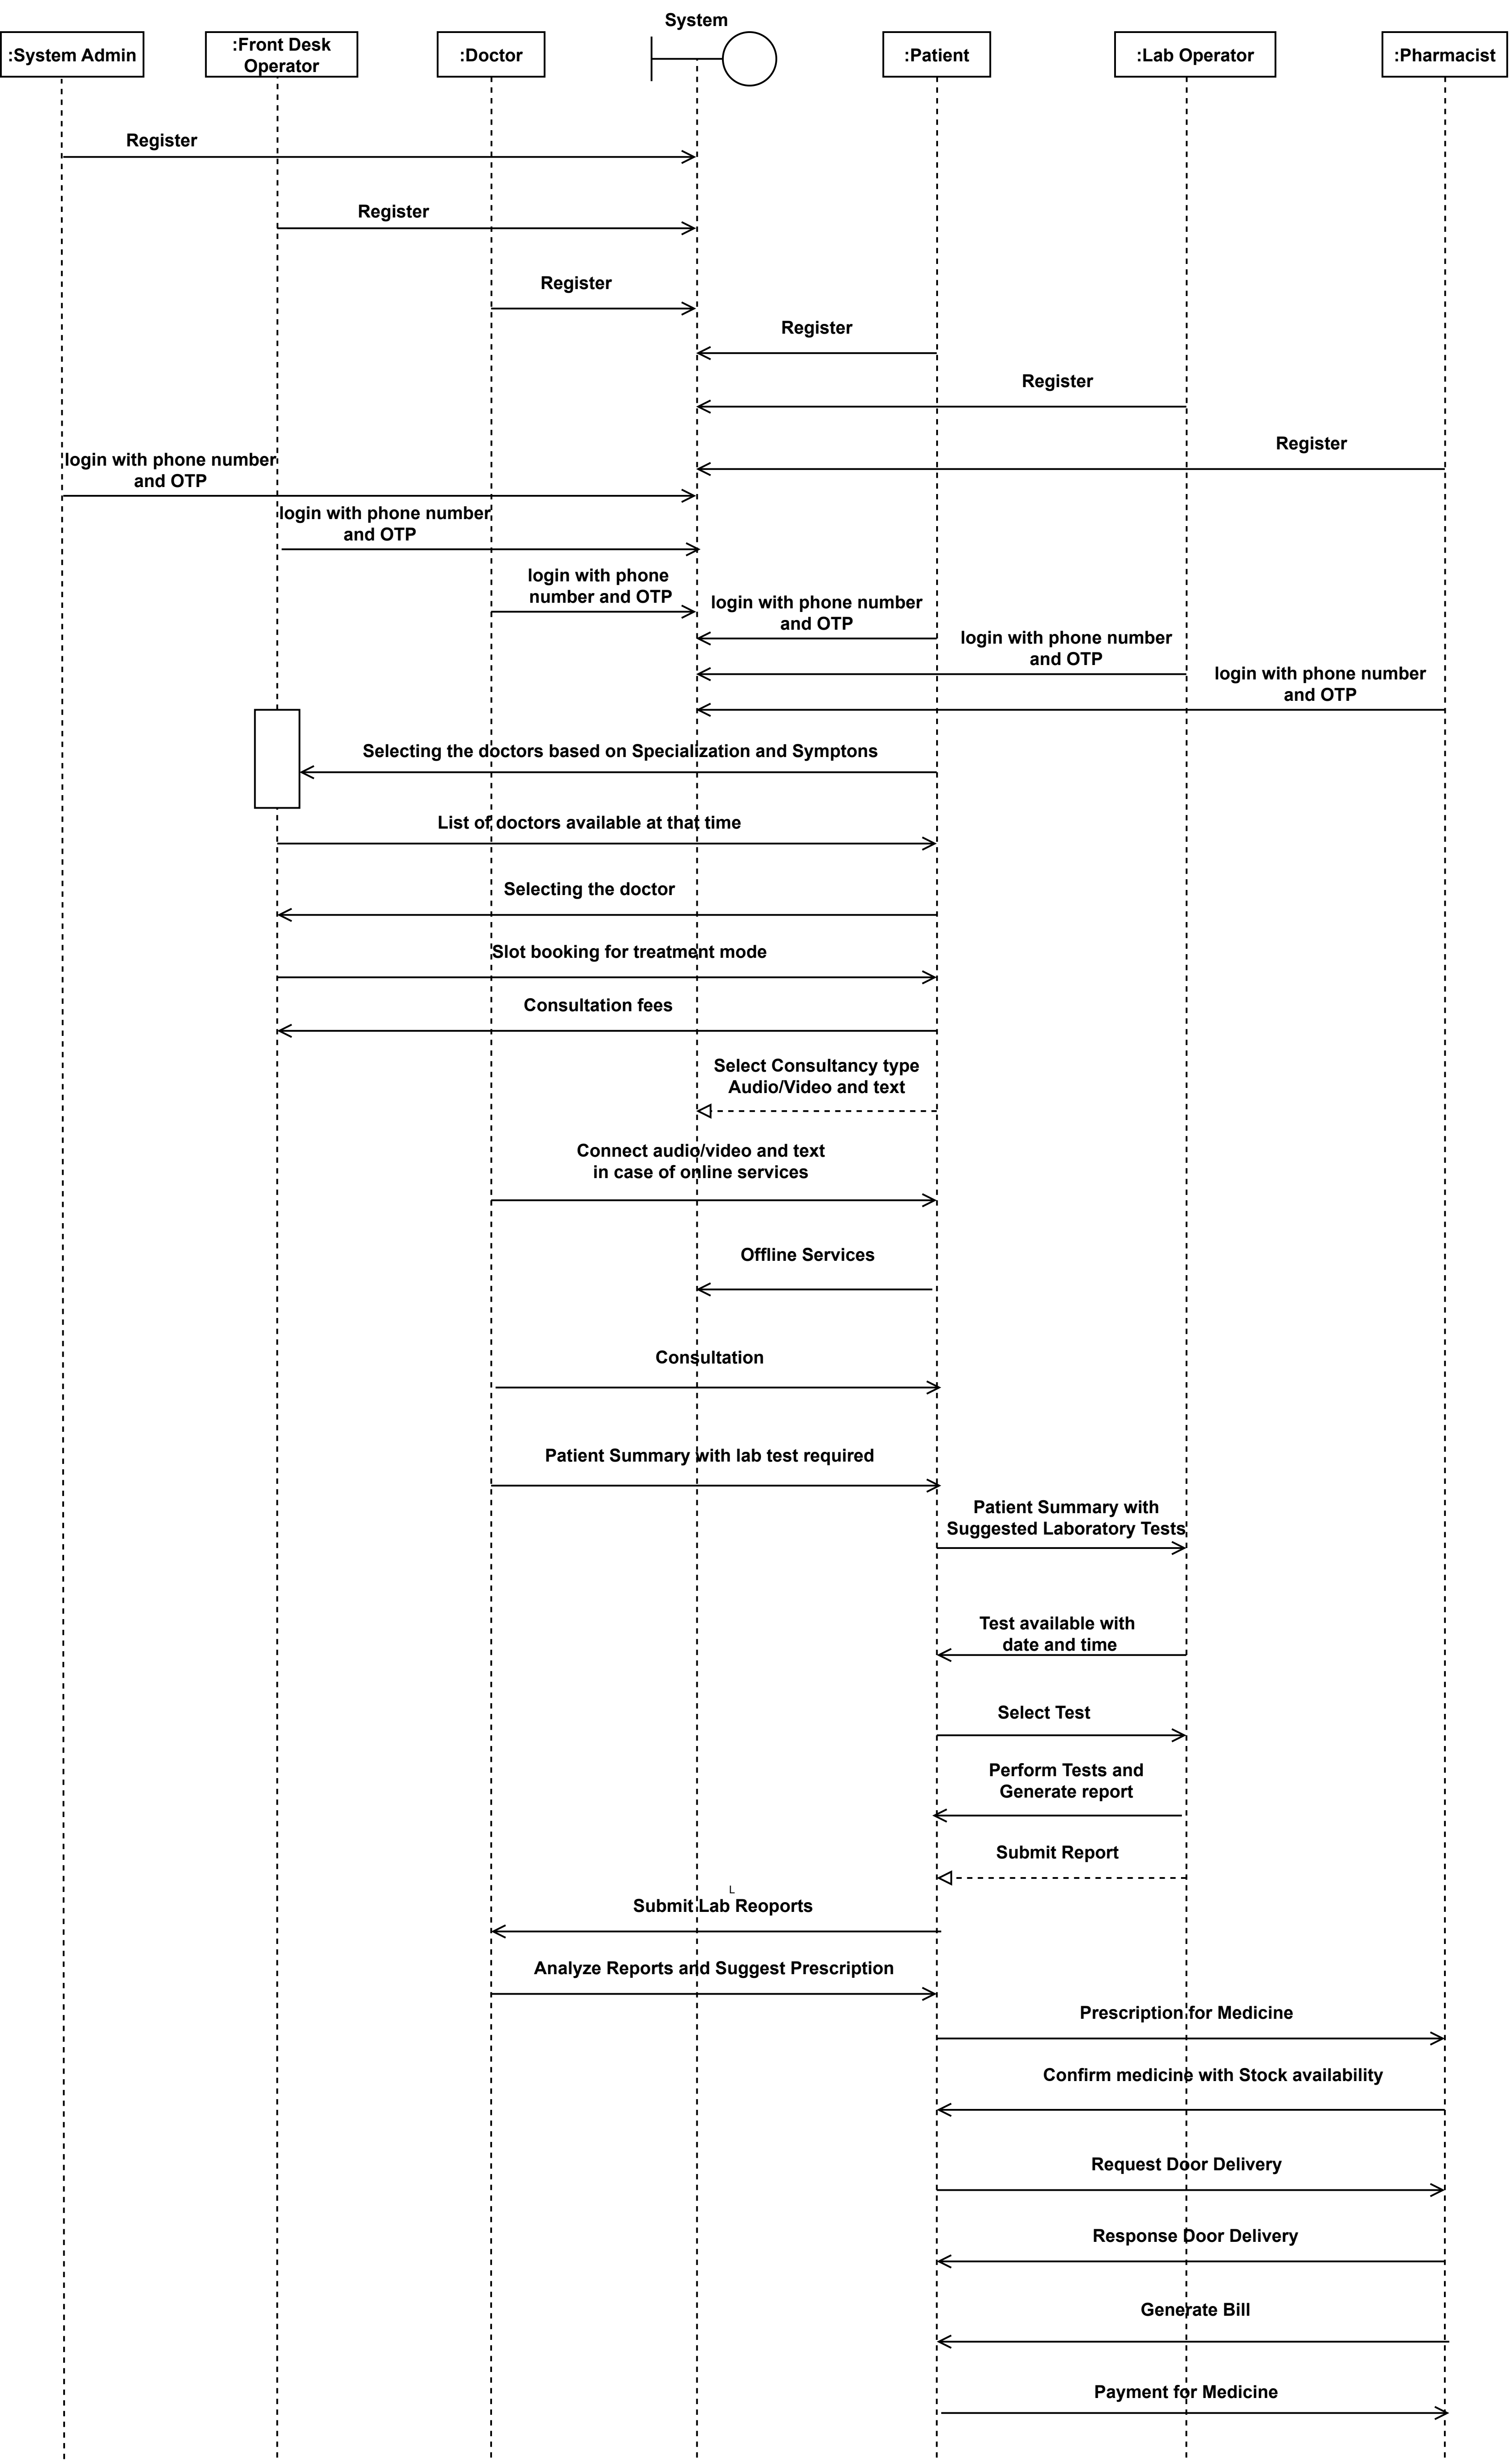 System
:System Admin
:Front Desk
Operator
:Doctor
:Patient
:Lab Operator
:Pharmacist
Register
Register
Register
Register
Register
Register
login with phone number
and OTP
login with phone number
and OTP
login with phone
number and OTP
login with phone number
and OTP
login with phone number
and OTP
login with phone number
and OTP
Selecting the doctors based on Specialization and Symptons
List of doctors available at that time
Selecting the doctor
Slot booking for treatment mode
Consultation fees
Select Consultancy type
Audio/Video and text
Connect audio/video and text
in case of online services
Offline Services
Consultation
Patient Summary with lab test required
Patient Summary with
Suggested Laboratory Tests
Test available with
date and time
Select Test
Perform Tests and
Generate report
Submit Report
L
Submit Lab Reoports
Analyze Reports and Suggest Prescription
Prescription for Medicine
Confirm medicine with Stock availability
Request Door Delivery
Response Door Delivery
Generate Bill
Payment for Medicine